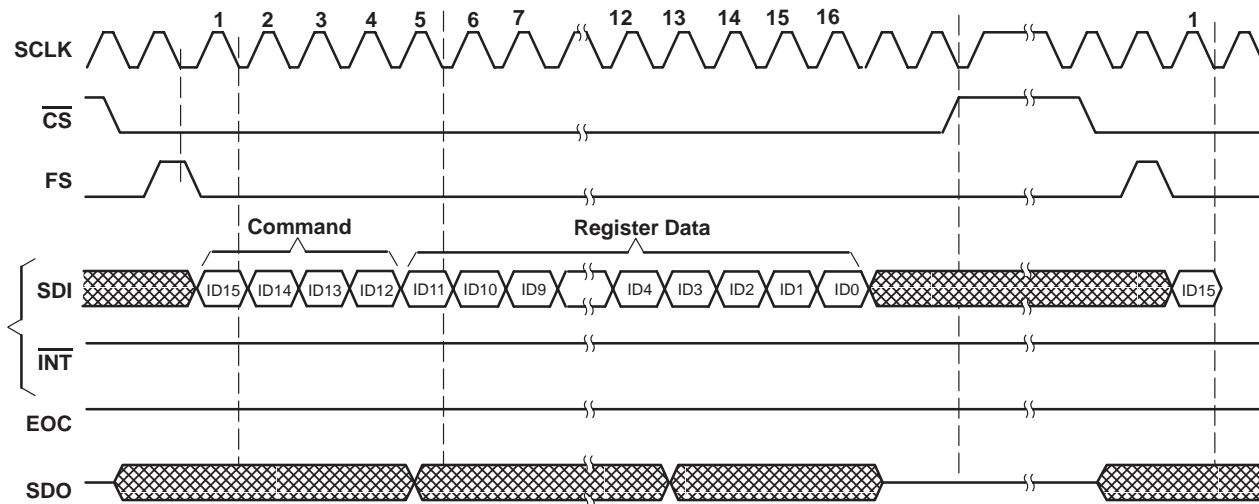 1 2 3 4 5 6 7 12 13 14 15 16 1
SCLK
CS
FS
Command Register Data
SDI ID15 ID14 ID13 ID12 ID11 ID10 ID9 ID4 ID3 ID2 ID1 ID0 ID15
INT
EOC
SDO